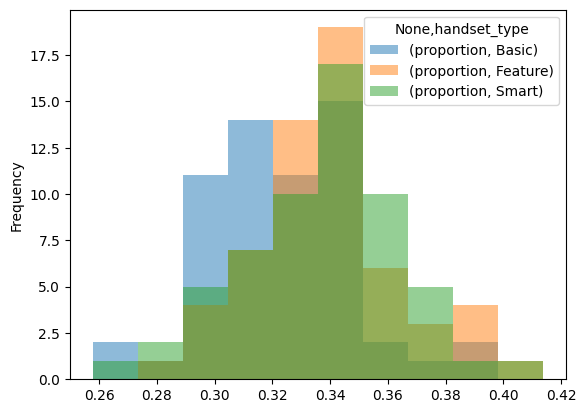 None,handset_type
(proportion, Basic)
(proportion, Feature)
(proportion, Smart)
Frequency
17.5
15.0
12.5
10.0
7.5
5.0
2.5
0.0
0.26 0.28 0.30 0.32 0.34 0.36 0.38 0.40 0.42